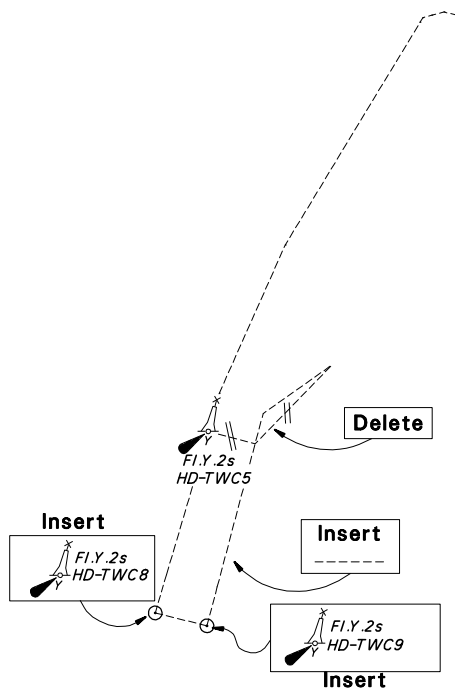 Delete
Y
Fl.Y.2s
HD-TWC5
Insert
Fl.Y.2s
HD-TWC8
Y
Insert
Fl.Y.2s
HD-TWC9
Y
Insert